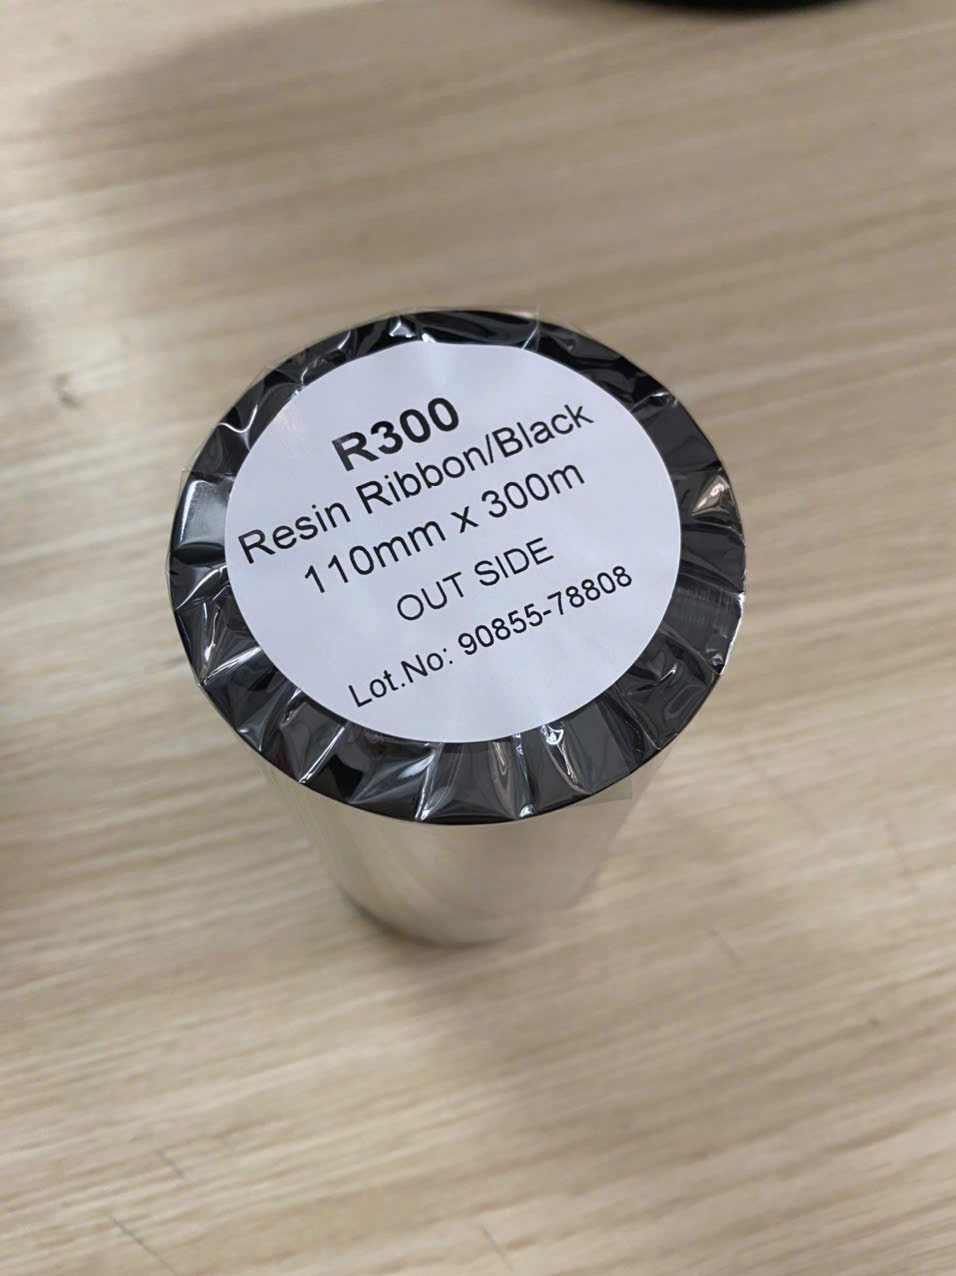 R300
Resin Ribbon/Black
110mm x 300m
OUT SIDE
Lot.No: 90855-78808